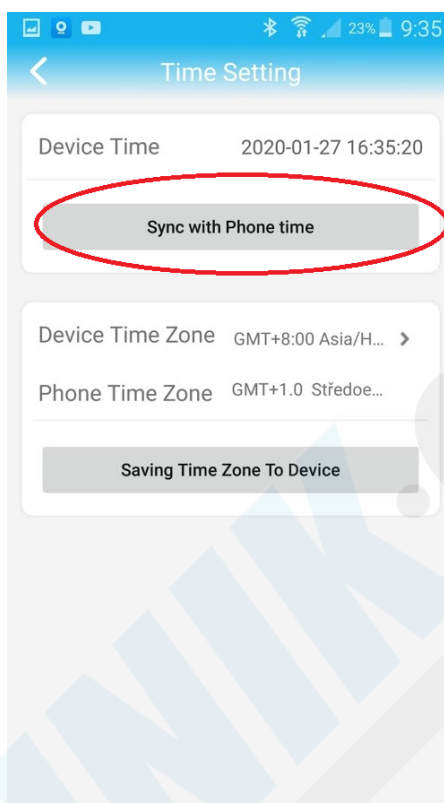 23% 9:35
Time Setting
Device Time 2020-01-27 16:35:20
Sync with Phone time
Device Time Zone GMT+8:00 Asia/H...
Phone Time Zone GMT+1.0 Středoe...
Saving Time Zone To Device